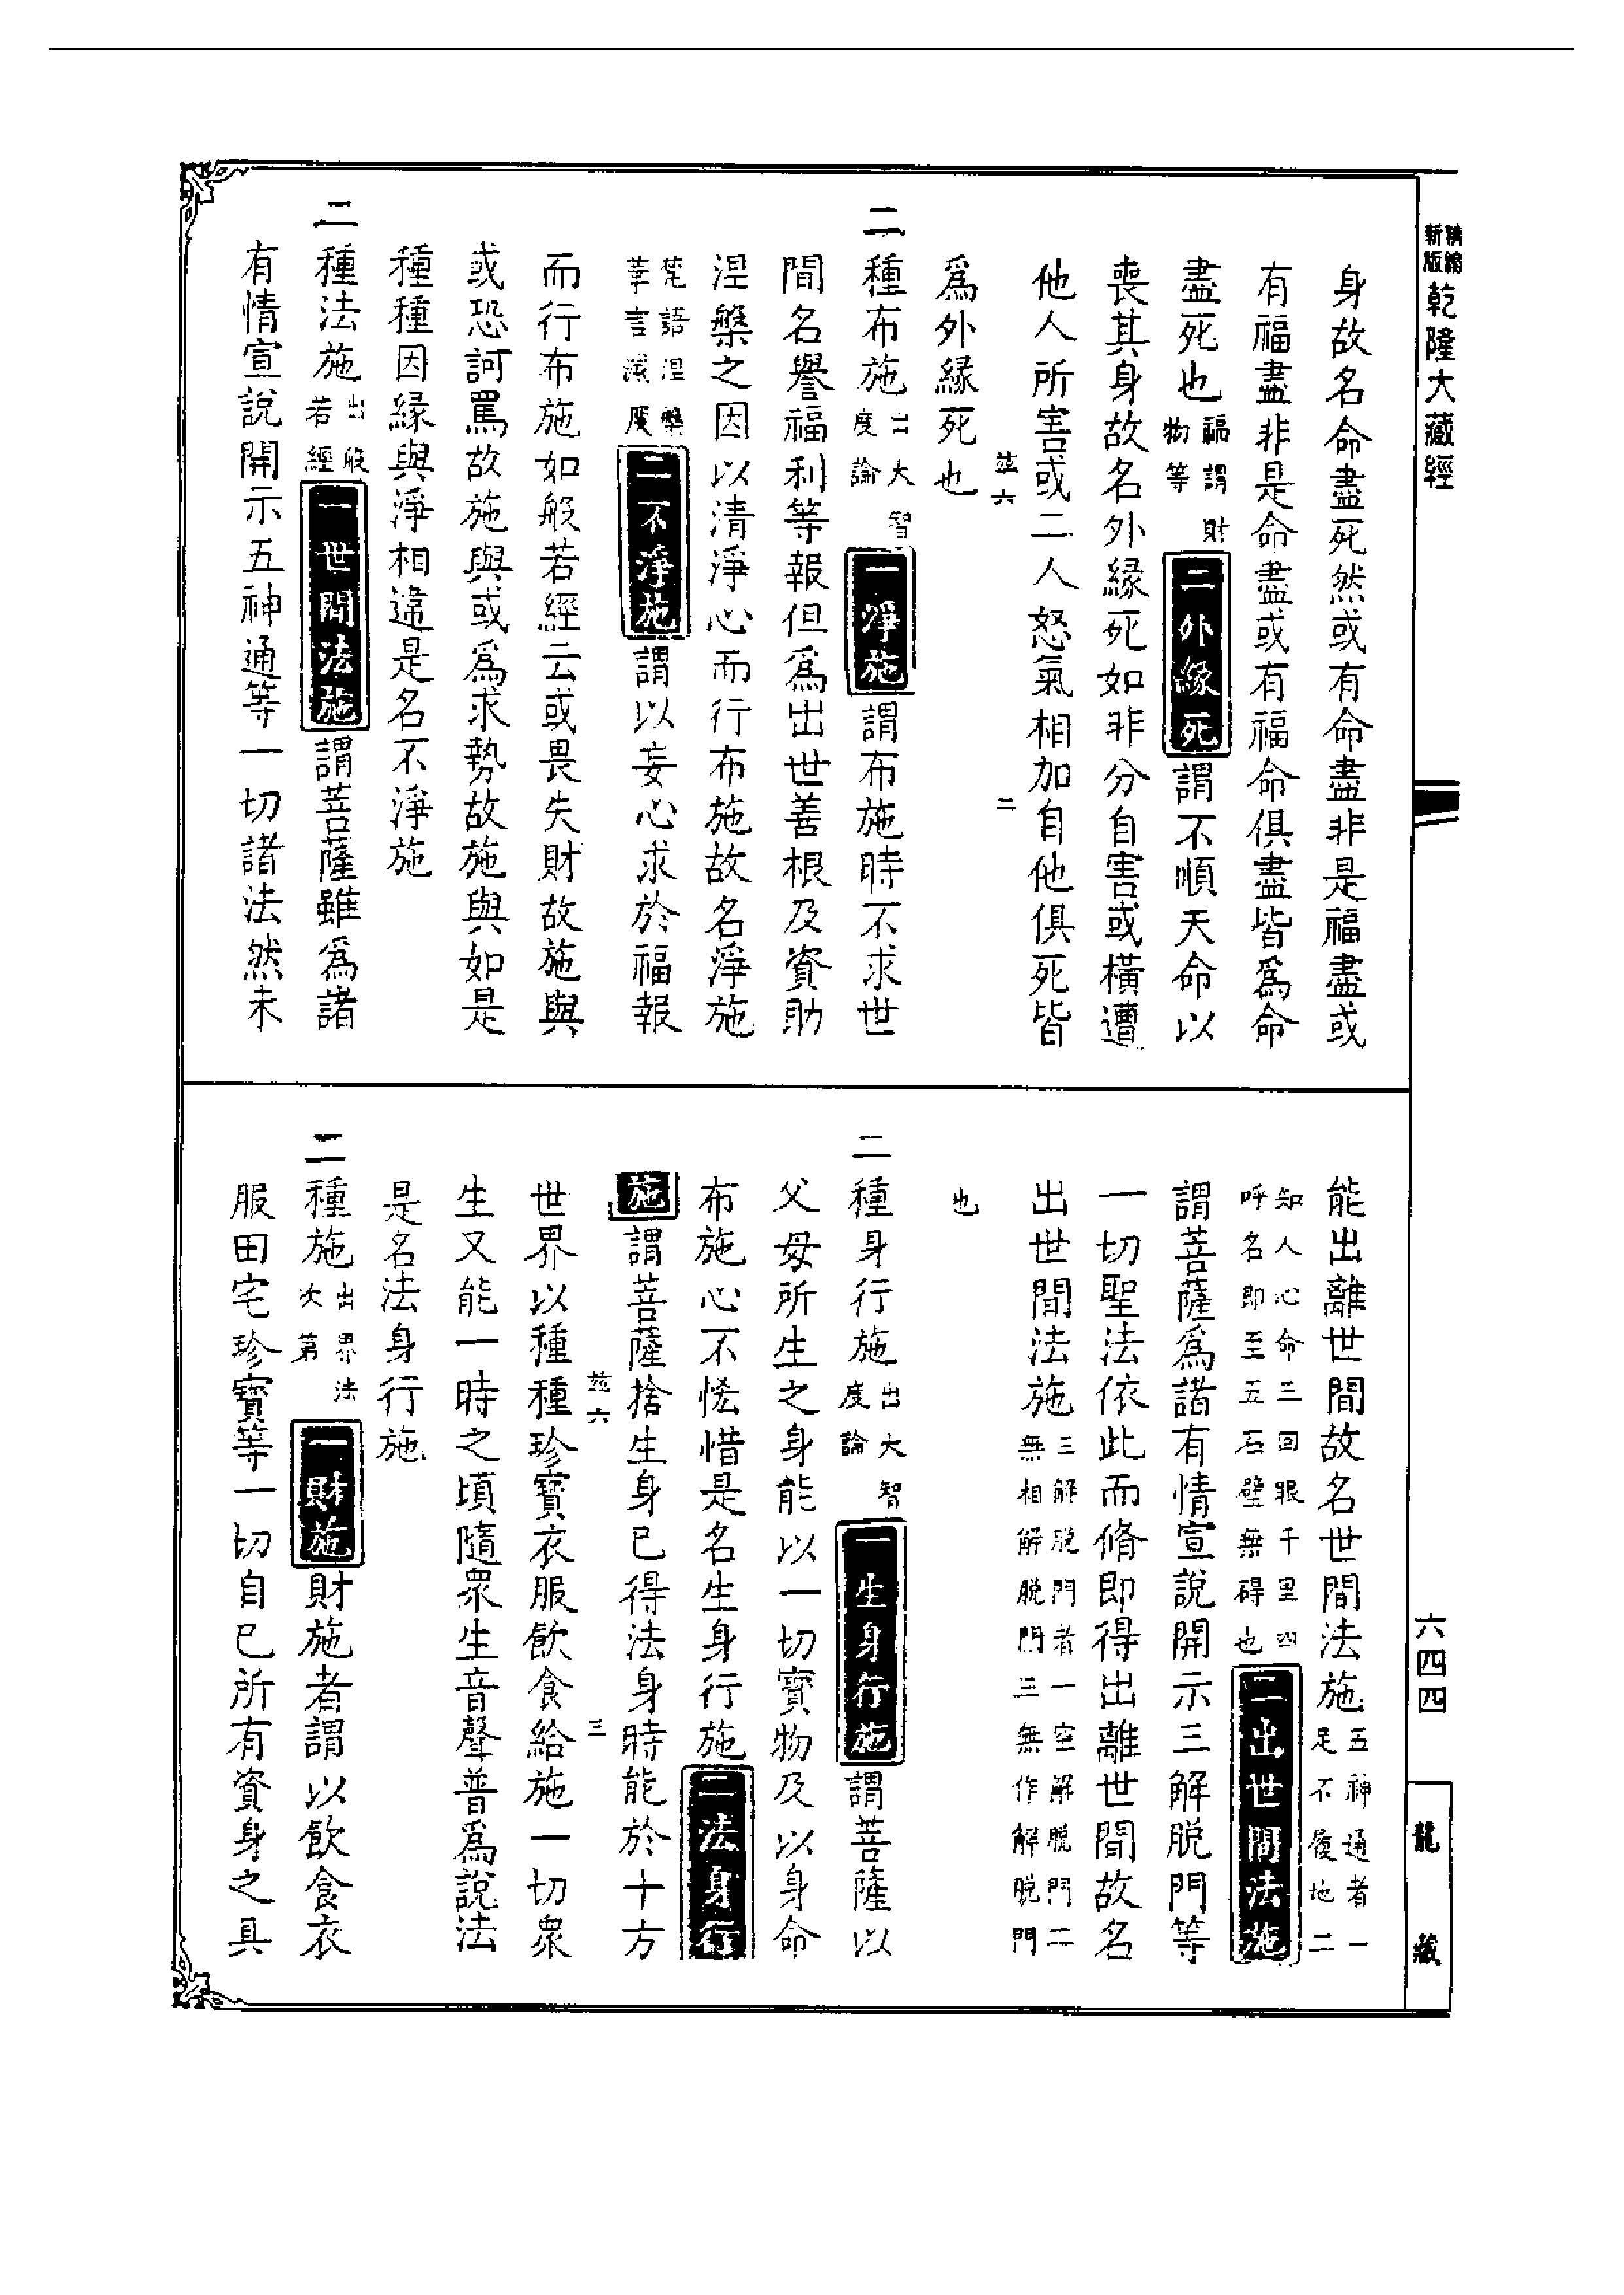 精縮
新版
乾隆大藏經
身故名命盡死然或有命盡非是福盡或
有福盡非是命盡或有福命俱盡皆爲命
盡死也福謂財物等二外緣死謂不順天命以
喪其身故名外緣死如非分自害或橫遭
他人所害或二人怒氣相加自他俱死皆
茲六 二
爲外緣死也
二種布施出大智度論一淨施謂布施時不求世
間名譽福利等報但爲出世善根及資助
涅槃之因以清淨心而行布施故名淨施
梵語涅槃華言滅度二不淨施謂以妄心求於福報
而行布施如般若經云或畏失財故施與
或恐訶罵故施與或爲求勢故施與如是
種種因緣與淨相違是名不淨施
二種法施出般若經一世間法施謂菩薩雖爲諸
有情宣說開示五神通等一切諸法然未
能出離世間故名世間法施五神通者一足不履地二
知人心命三回眼千里四呼名即至五石壁無碍也二出世間法施
謂菩薩爲諸有情宣說開示三解脫門等
一切聖法依此而脩即得出離世間故名
出世間法施三解脫門者一空解脫門二無相解脫門三無作解脫門
也
二種身行施出大智度論一生身行施謂菩薩以
父母所生之身能以一切寶物及以身命
布施心不恡惜是名生身行施二法身行
施謂菩薩捨生身已得法身時能於十方
茲六 三
世界以種種珍寶衣服飲食給施一切衆
生又能一時之頃隨衆生音聲普爲說法
是名法身行施
二種施出界法次第一財施財施者謂以飲食衣
服田宅珍寶等一切自己所有資身之具
六四四
龍藏